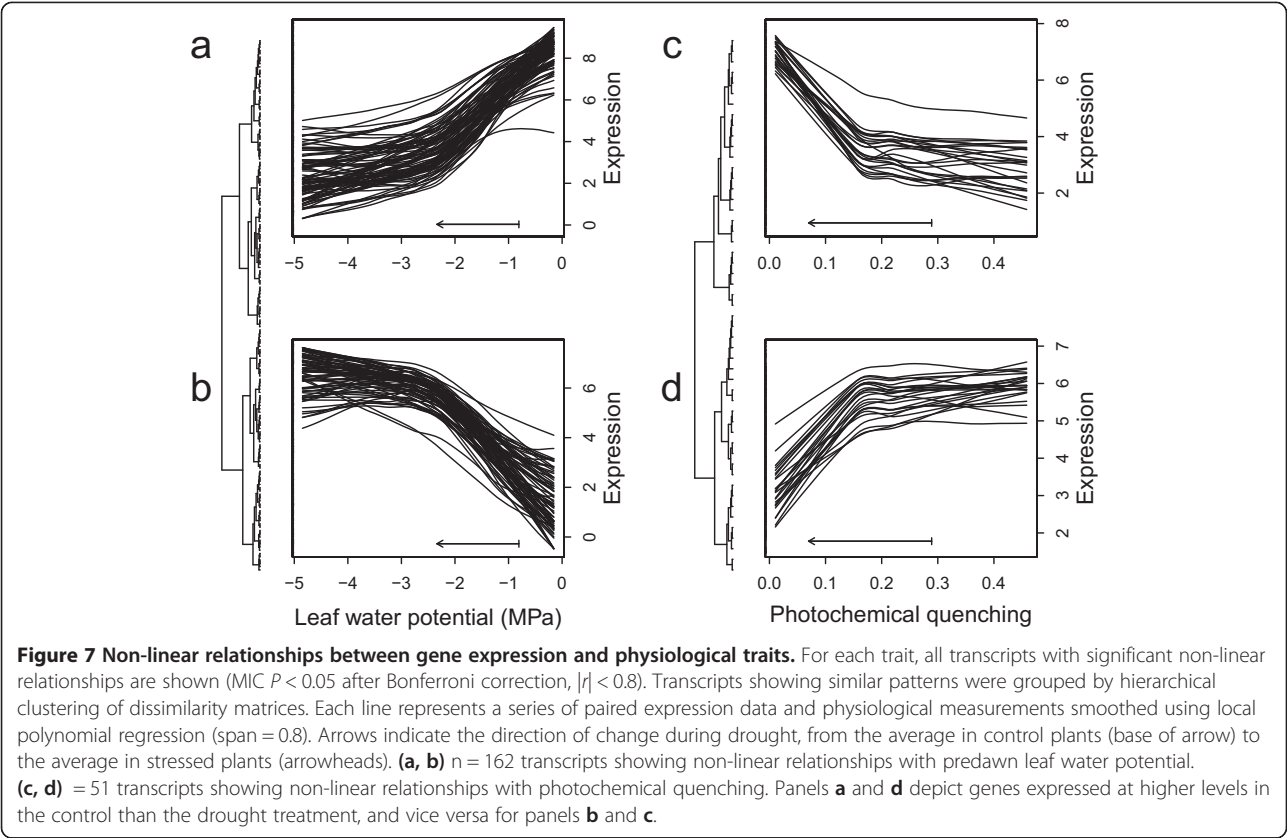 a
8
6
4
2
0
Expression
−5 −4 −3 −2 −1 0
c
8
6
4
2
Expression
0.0 0.1 0.2 0.3 0.4
b
6
4
2
0
Expression
−5 −4 −3 −2 −1 0
Leaf water potential (MPa)
d
7
6
5
4
3
2
Expression
0.0 0.1 0.2 0.3 0.4
Photochemical quenching
Figure 7 Non-linear relationships between gene expression and physiological traits. For each trait, all transcripts with significant non-linear
relationships are shown (MIC P < 0.05 after Bonferroni correction, |r| < 0.8). Transcripts showing similar patterns were grouped by hierarchical
clustering of dissimilarity matrices. Each line represents a series of paired expression data and physiological measurements smoothed using local
polynomial regression (span = 0.8). Arrows indicate the direction of change during drought, from the average in control plants (base of arrow) to
the average in stressed plants (arrowheads). (a, b) n = 162 transcripts showing non-linear relationships with predawn leaf water potential.
(c, d) = 51 transcripts showing non-linear relationships with photochemical quenching. Panels a and d depict genes expressed at higher levels in
the control than the drought treatment, and vice versa for panels b and c.